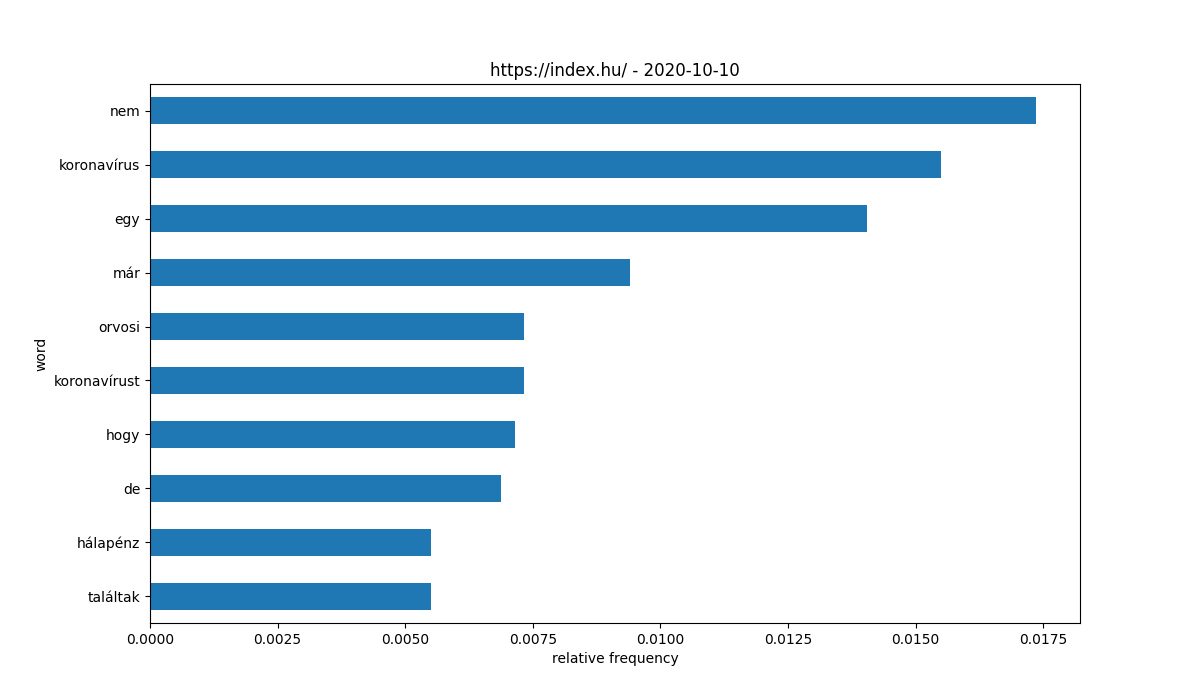 https://index.hu/ - 2020-10-10
nem
koronavírus
egy
már
orvosi
koronavírust
hogy
de
hálapénz
találtak
word
0.0000 0.0025 0.0050 0.0075 0.0100 0.0125 0.0150 0.0175
relative frequency